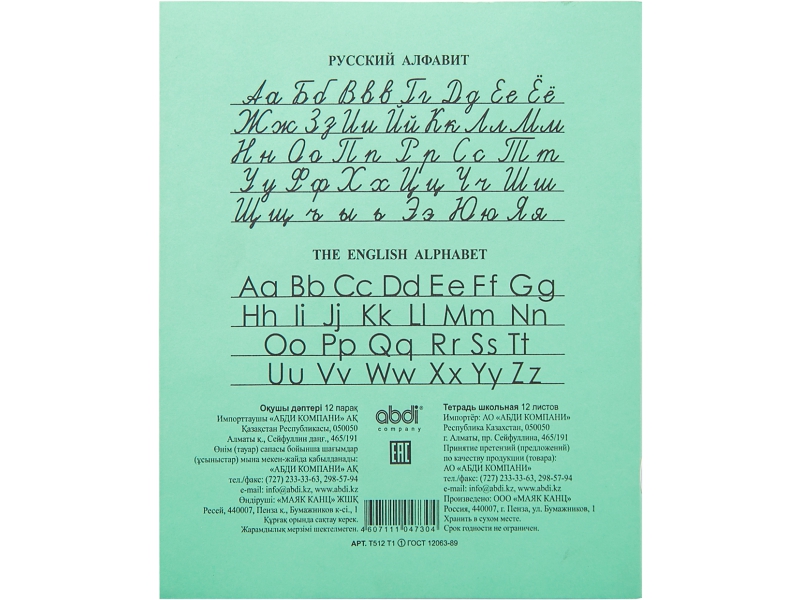 РУССКИЙ АЛФАВИТ
Аа Бб Ввв Гг Дд Ее Ёё
Жж Зз Ии Йй Кк Лл Мм
Нн Оо Пп Рр Сс Тт
Уу Фф Хх Цц Чч Шш
Щщ ъ ы ь Ээ Юю Яя
THE ENGLISH ALPHABET
Aa Bb Cc Dd Ee Ff Gg
Hh Ii Jj Kk Ll Mm Nn
Oo Pp Qq Rr Ss Tt
Uu Vv Ww Xx Yy Zz
Оқушы дәптері 12 парақ
Импорттаушы «АБДИ КОМПАНИ» АҚ
Қазақстан Республикасы, 050050
Алматы қ., Сейфуллин даңғ., 465/191
Өнім (тауар) сапасы бойынша шағымдар
(ұсыныстар) мына мекен-жайда қабылданады:
«АБДИ КОМПАНИ» АҚ
тел./факс: (727) 233-33-63, 298-57-94
e-mail: info@abdi.kz, www.abdi.kz
Өндіруші: «МАЯК КАНЦ» ЖШҚ
Ресей, 440007, Пенза қ., Бумажников к-сі., 1
Құрғақ орында сақтау керек.
Жарамдылық мерзімі шектелмеген.
abdi®
company
EAC
4607111047304
Тетрадь школьная 12 листов
Импортёр: АО «АБДИ КОМПАНИ»
Республика Казахстан, 050050
г. Алматы, пр. Сейфуллина, 465/191
Принятие претензий (предложений)
по качеству продукции (товара):
АО «АБДИ КОМПАНИ»
тел./факс: (727) 233-33-63, 298-57-94
e-mail: info@abdi.kz, www.abdi.kz
Произведено: ООО «МАЯК КАНЦ»
Россия, 440007, г. Пенза, ул. Бумажников, 1
Хранить в сухом месте.
Срок годности не ограничен.
АРТ. Т512 Т1 ① ГОСТ 12063-89